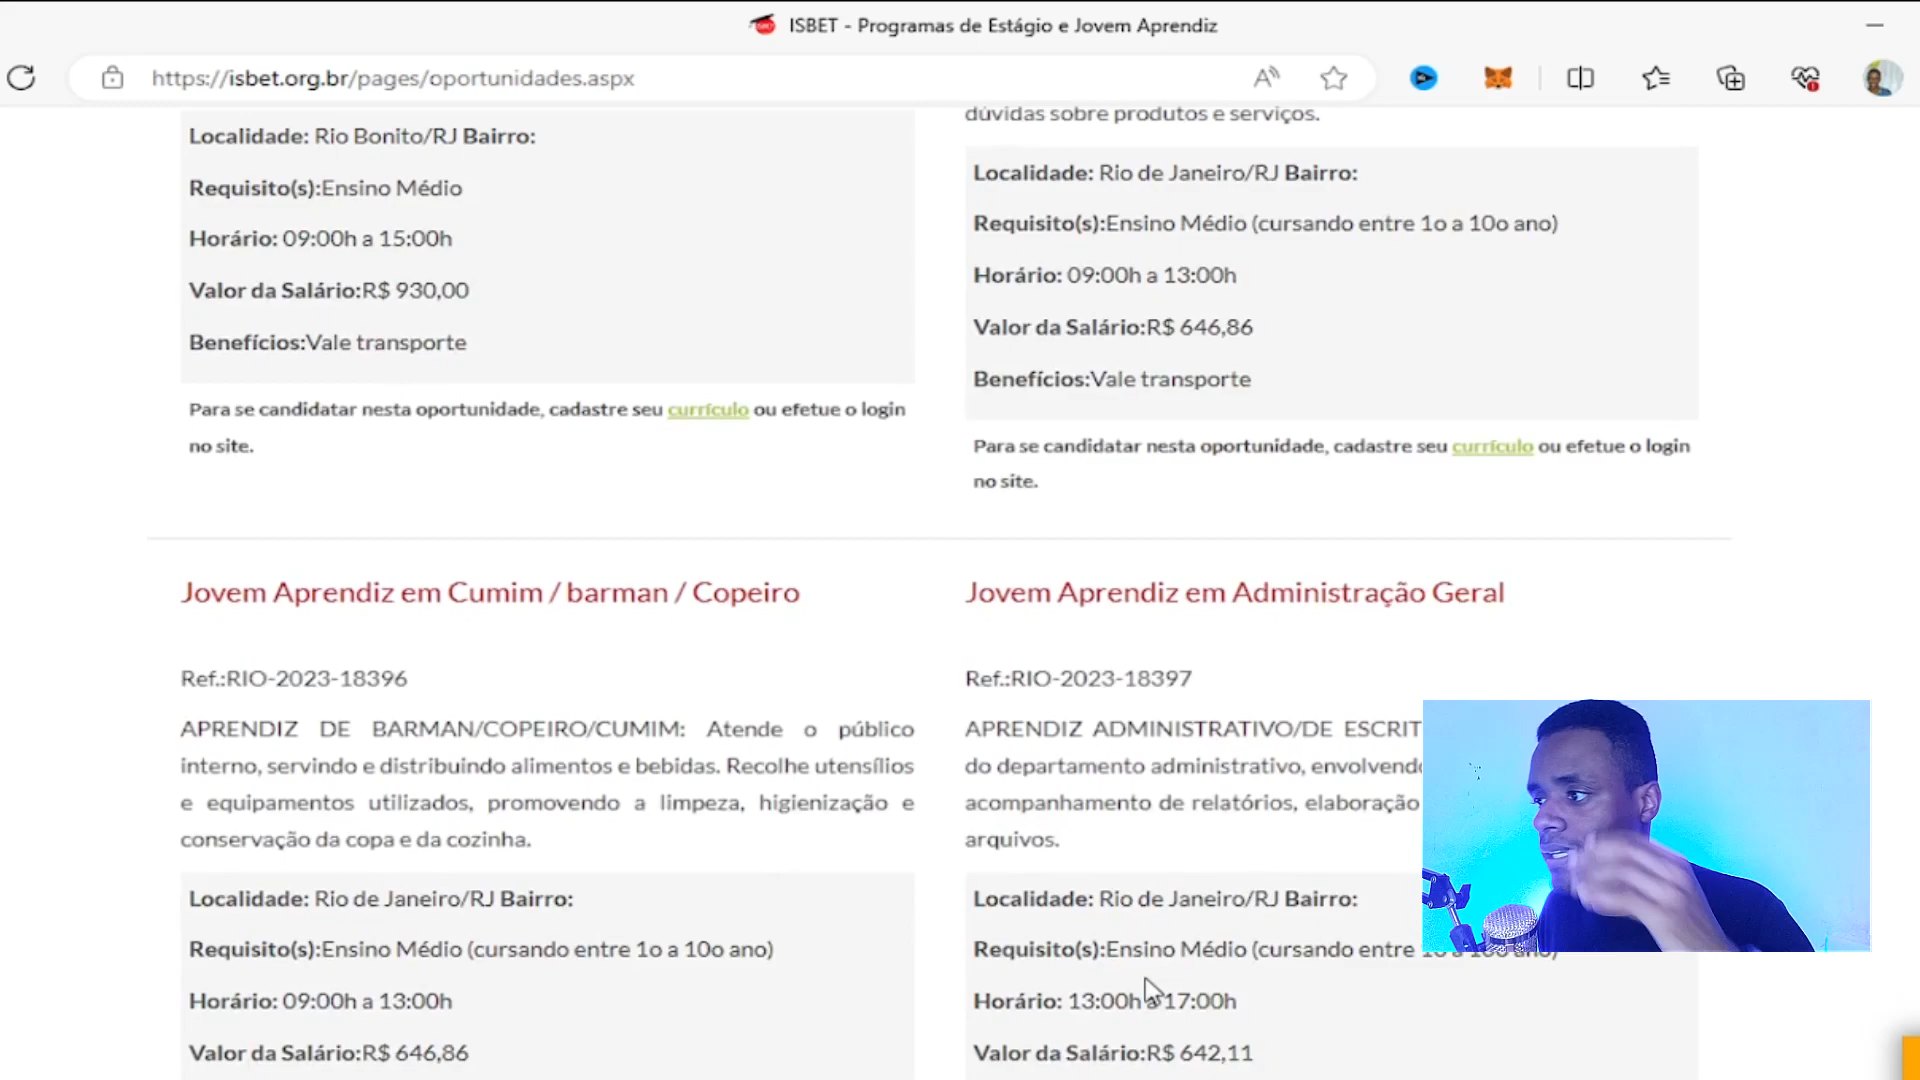 ISBET - Programas de Estágio e Jovem Aprendiz
https://isbet.org.br/pages/oportunidades.aspx
Localidade: Rio Bonito/RJ Bairro:
Requisito(s):Ensino Médio
Horário: 09:00h a 15:00h
Valor da Salário:R$ 930,00
Benefícios:Vale transporte
Para se candidatar nesta oportunidade, cadastre seu currículo ou efetue o login
no site.
dúvidas sobre produtos e serviços.
Localidade: Rio de Janeiro/RJ Bairro:
Requisito(s):Ensino Médio (cursando entre 1o a 10o ano)
Horário: 09:00h a 13:00h
Valor da Salário:R$ 646,86
Benefícios:Vale transporte
Para se candidatar nesta oportunidade, cadastre seu currículo ou efetue o login
no site.
Jovem Aprendiz em Cumim / barman / Copeiro
Ref.:RIO-2023-18396
APRENDIZ DE BARMAN/COPEIRO/CUMIM: Atende o público
interno, servindo e distribuindo alimentos e bebidas. Recolhe utensílios
e equipamentos utilizados, promovendo a limpeza, higienização e
conservação da copa e da cozinha.
Localidade: Rio de Janeiro/RJ Bairro:
Requisito(s):Ensino Médio (cursando entre 1o a 10o ano)
Horário: 09:00h a 13:00h
Valor da Salário:R$ 646,86
Jovem Aprendiz em Administração Geral
Ref.:RIO-2023-18397
APRENDIZ ADMINISTRATIVO/DE ESCRIT
do departamento administrativo, envolvend
acompanhamento de relatórios, elaboração
arquivos.
Localidade: Rio de Janeiro/RJ Bairro:
Requisito(s):Ensino Médio (cursando entre 1o a 10o ano)
Horário: 13:00h a 17:00h
Valor da Salário:R$ 642,11